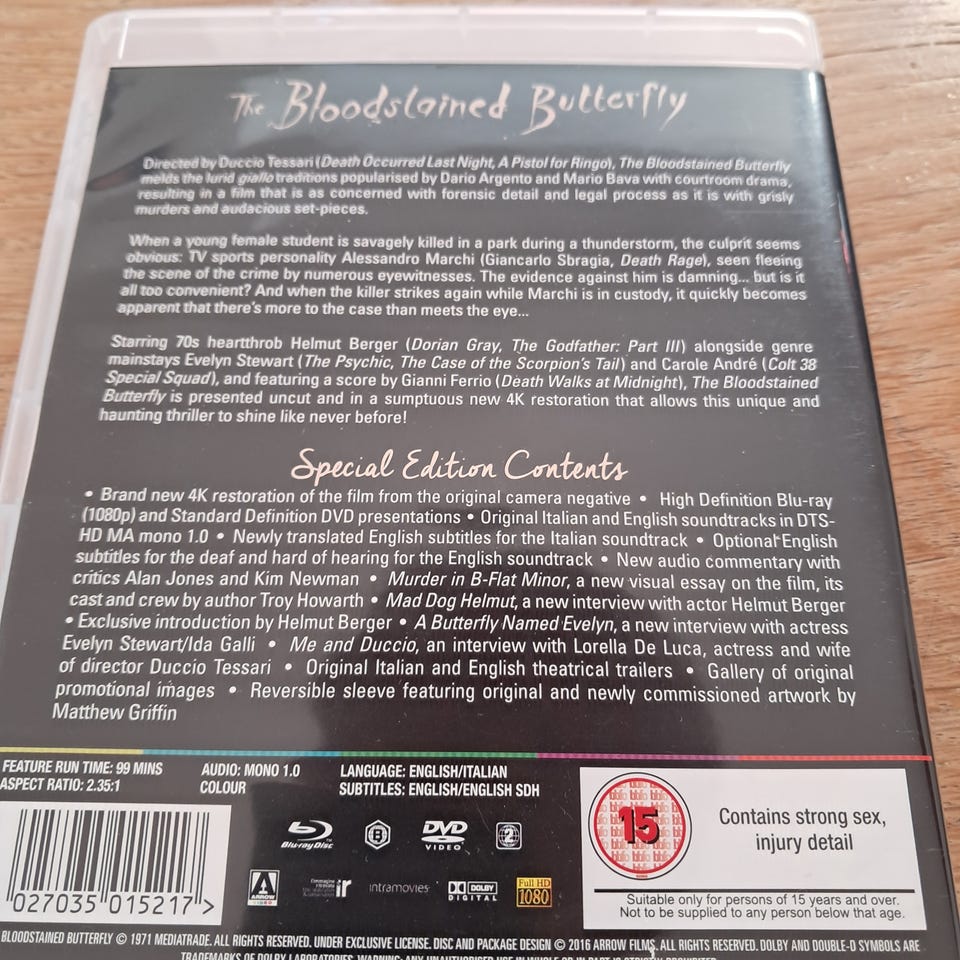 The Bloodstained Butterfly
Directed by Duccio Tessari (Death Occurred Last Night, A Pistol for Ringo), The Bloodstained Butterfly
melds the lurid giallo traditions popularised by Dario Argento and Mario Bava with courtroom drama,
resulting in a film that is as concerned with forensic detail and legal process as it is with grisly
murders and audacious set-pieces.
When a young female student is savagely killed in a park during a thunderstorm, the culprit seems
obvious: TV sports personality Alessandro Marchi (Giancarlo Sbragia, Death Rage), seen fleeing
the scene of the crime by numerous eyewitnesses. The evidence against him is damning... but is it
all too convenient? And when the killer strikes again while Marchi is in custody, it quickly becomes
apparent that there's more to the case than meets the eye...
Starring 70s heartthrob Helmut Berger (Dorian Gray, The Godfather: Part III) alongside genre
mainstays Evelyn Stewart (The Psychic, The Case of the Scorpion's Tail) and Carole André (Colt 38
Special Squad), and featuring a score by Gianni Ferrio (Death Walks at Midnight), The Bloodstained
Butterfly is presented uncut and in a sumptuous new 4K restoration that allows this unique and
haunting thriller to shine like never before!
Special Edition Contents
• Brand new 4K restoration of the film from the original camera negative • High Definition Blu-ray
(1080p) and Standard Definition DVD presentations • Original Italian and English soundtracks in DTS-
HD MA mono 1.0 • Newly translated English subtitles for the Italian soundtrack • Optional English
subtitles for the deaf and hard of hearing for the English soundtrack • New audio commentary with
critics Alan Jones and Kim Newman • Murder in B-Flat Minor, a new visual essay on the film, its
cast and crew by author Troy Howarth • Mad Dog Helmut, a new interview with actor Helmut Berger
• Exclusive introduction by Helmut Berger • A Butterfly Named Evelyn, a new interview with actress
Evelyn Stewart/Ida Galli • Me and Duccio, an interview with Lorella De Luca, actress and wife
of director Duccio Tessari • Original Italian and English theatrical trailers • Gallery of original
promotional images • Reversible sleeve featuring original and newly commissioned artwork by
Matthew Griffin
FEATURE RUN TIME: 99 MINS AUDIO: MONO 1.0 LANGUAGE: ENGLISH/ITALIAN
ASPECT RATIO: 2.35:1 COLOUR SUBTITLES: ENGLISH/ENGLISH SDH
15 Contains strong sex,
injury detail
Suitable only for persons of 15 years and over.
Not to be supplied to any person below that age.
Blu-ray Disc B DVD VIDEO 2
ARROW ir intramovies DOLBY DIGITAL Full HD 1080
027035 015217 >
BLOODSTAINED BUTTERFLY © 1971 MEDIATRADE. ALL RIGHTS RESERVED. UNDER EXCLUSIVE LICENSE. DISC AND PACKAGE DESIGN © 2016 ARROW FILMS. ALL RIGHTS RESERVED. DOLBY AND DOUBLE-D SYMBOLS ARE
TRADEMARKS OF DOLBY LABORATORIES. WARNING: ANY UNAUTHORISED USE IN WHOLE OR IN PART IS STRICTLY PROHIBITED